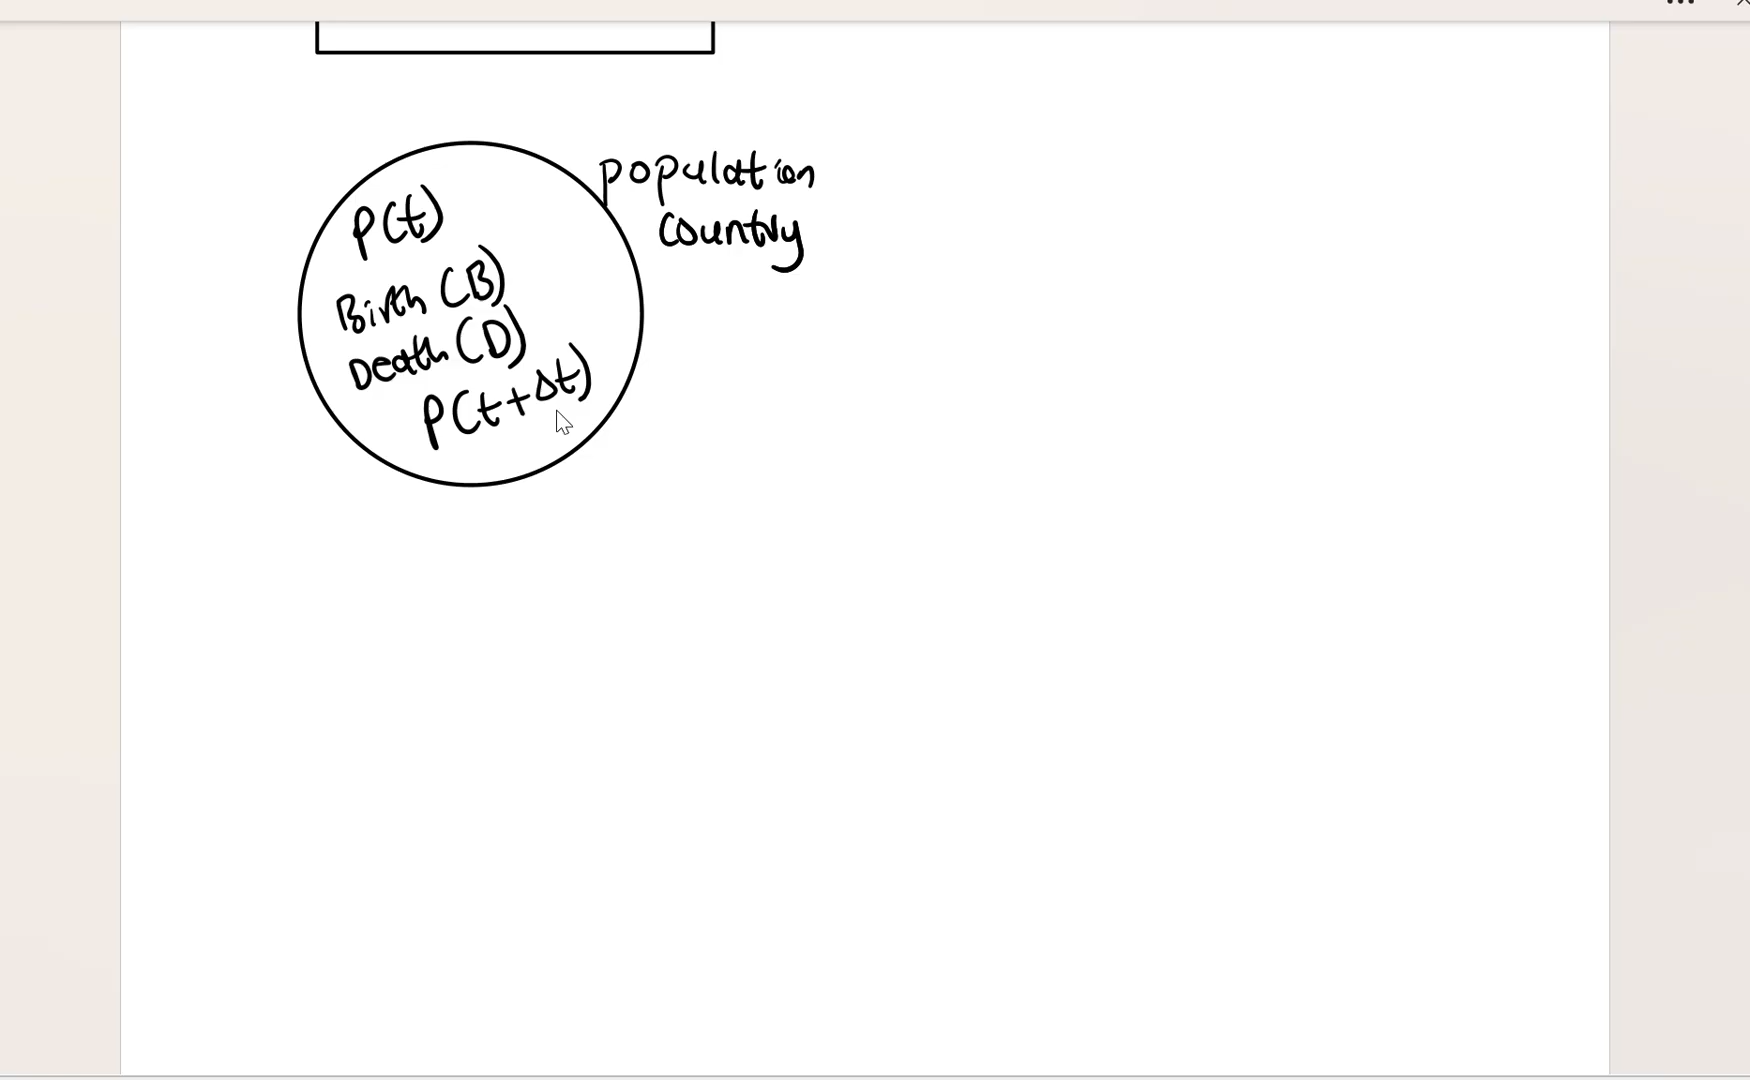 P(t)
Birth (B)
Death (D)
P(t+Δt)
population
country